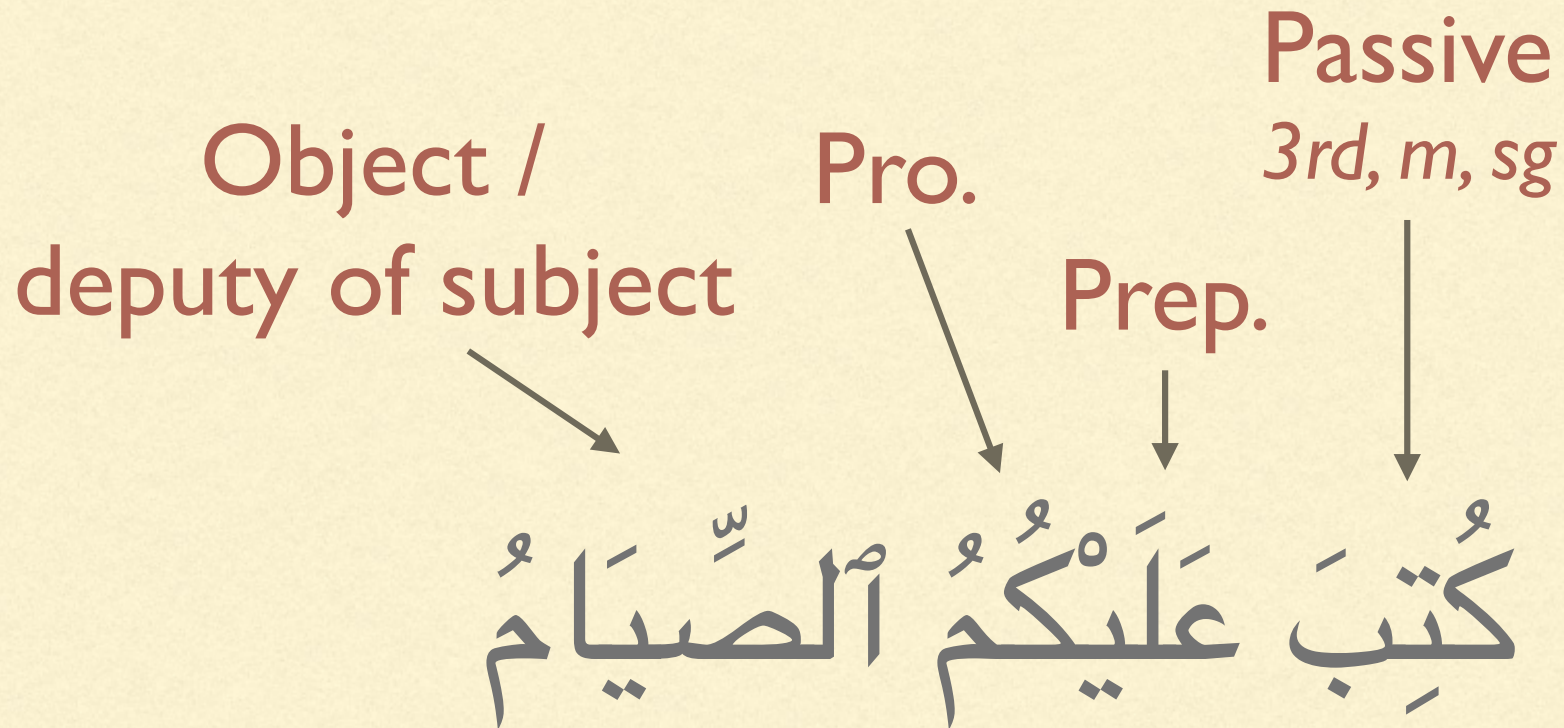 Passive
3rd, m, sg
Object /
deputy of subject
Pro.
Prep.
كُتِبَ عَلَيْكُمُ ٱلصِّيَامُ